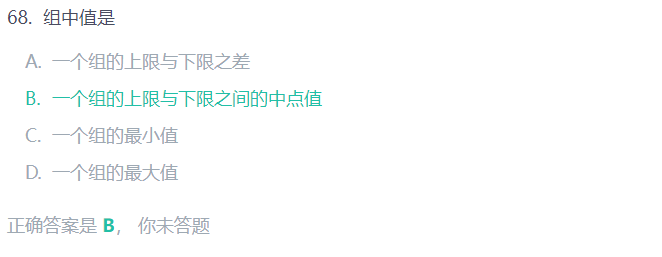 68. 组中值是
A. 一个组的上限与下限之差
B. 一个组的上限与下限之间的中点值
C. 一个组的最小值
D. 一个组的最大值
正确答案是 B， 你未答题